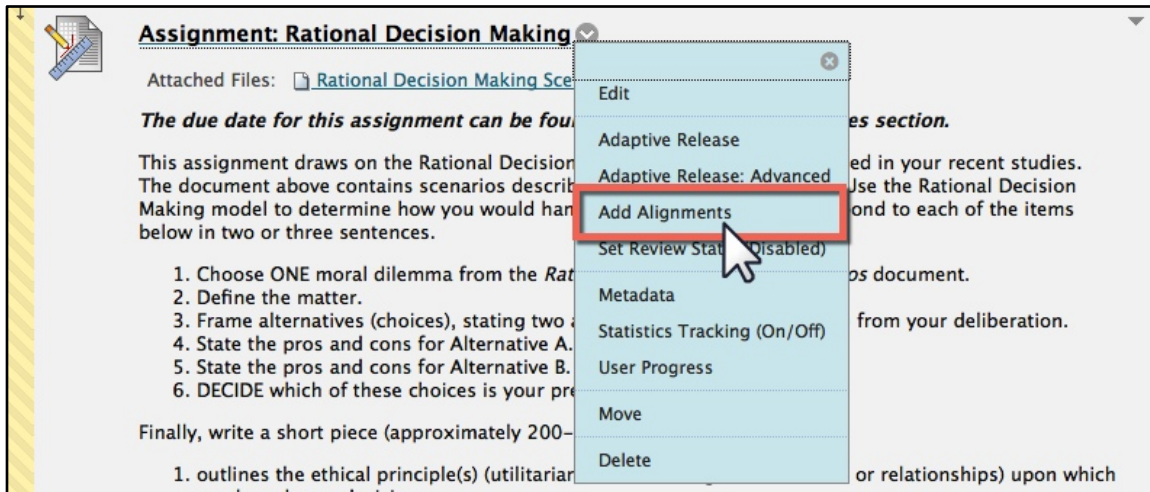 Assignment: Rational Decision Making
Attached Files: Rational Decision Making Sce
The due date for this assignment can be fou es section.
This assignment draws on the Rational Decision ed in your recent studies.
The document above contains scenarios describ Use the Rational Decision
Making model to determine how you would han ond to each of the items
below in two or three sentences.
1. Choose ONE moral dilemma from the Rat os document.
2. Define the matter.
3. Frame alternatives (choices), stating two from your deliberation.
4. State the pros and cons for Alternative A.
5. State the pros and cons for Alternative B.
6. DECIDE which of these choices is your pre
Finally, write a short piece (approximately 200-
1. outlines the ethical principle(s) (utilitarian or relationships) upon which
Edit
Adaptive Release
Adaptive Release: Advanced
Add Alignments
Set Review Disabled)
Metadata
Statistics Tracking (On/Off)
User Progress
Move
Delete